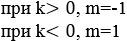 при k> 0, m=-1
при k< 0, m=1